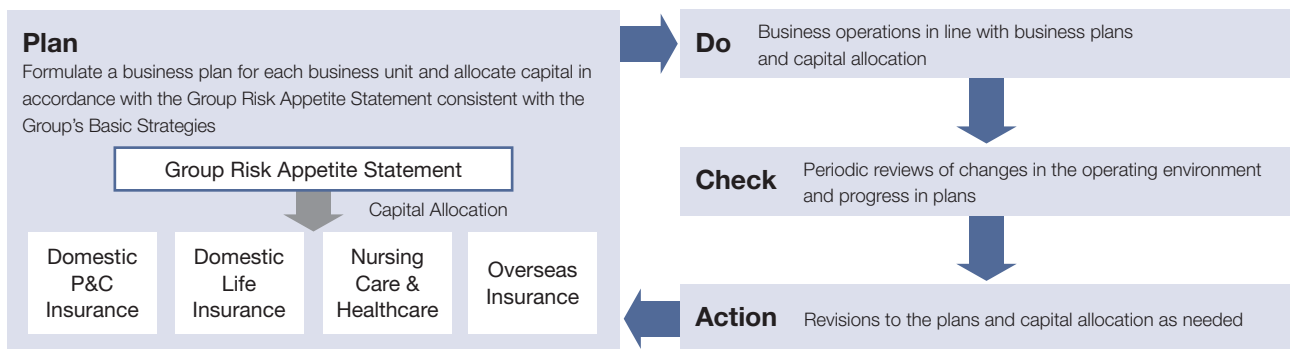 Plan
Formulate a business plan for each business unit and allocate capital in
accordance with the Group Risk Appetite Statement consistent with the
Group's Basic Strategies
Group Risk Appetite Statement
Capital Allocation
Domestic
P&C
Insurance
Domestic
Life
Insurance
Nursing
Care &
Healthcare
Overseas
Insurance
Do
Business operations in line with business plans
and capital allocation
Check
Periodic reviews of changes in the operating environment
and progress in plans
Action
Revisions to the plans and capital allocation as needed